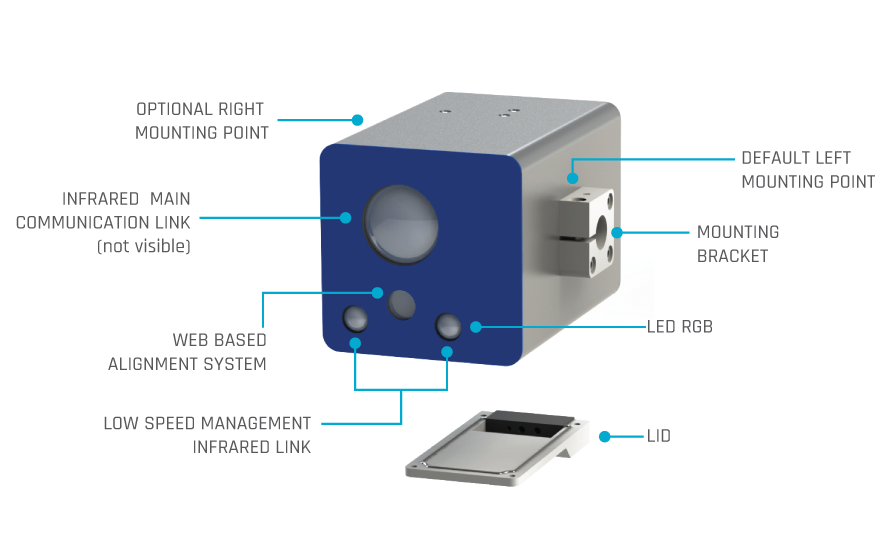 OPTIONAL RIGHT
MOUNTING POINT
DEFAULT LEFT
MOUNTING POINT
INFRARED MAIN
COMMUNICATION LINK
(not visible)
MOUNTING
BRACKET
WEB BASED
ALIGNMENT SYSTEM
LED RGB
LOW SPEED MANAGEMENT
INFRARED LINK
LID